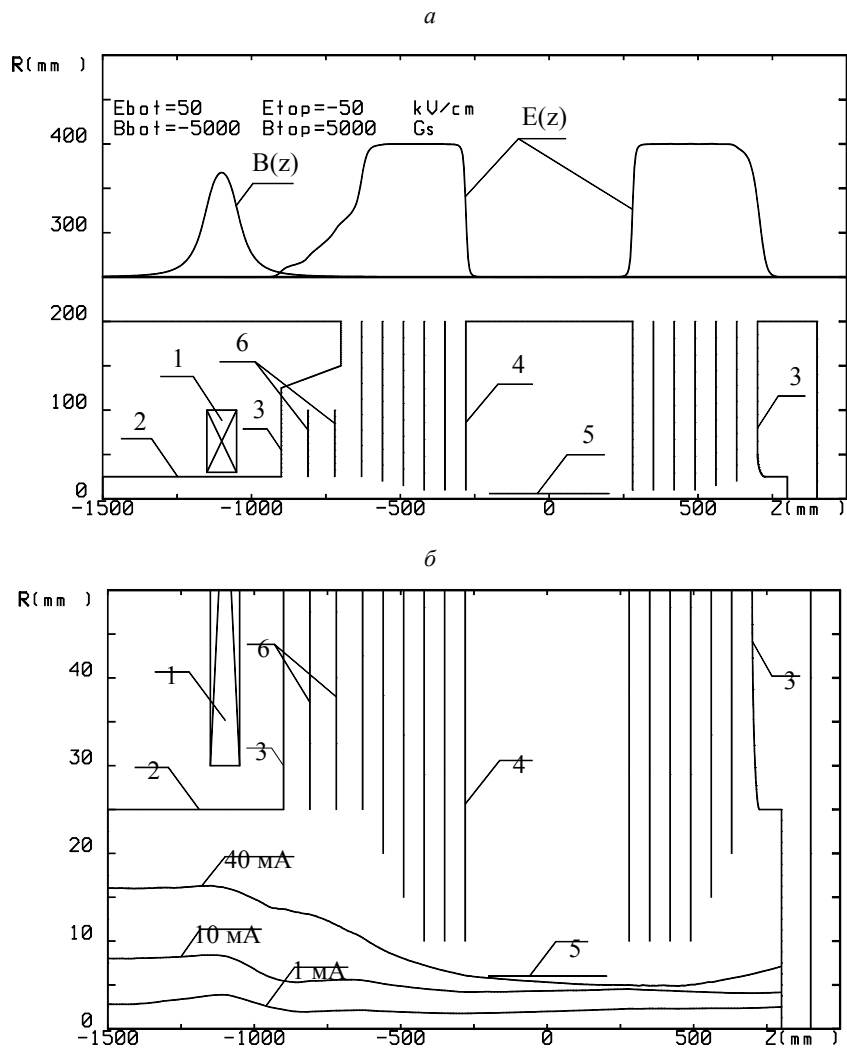 а
R(mm )
Ebot=50 Etop=-50 kV/cm
Bbot=-5000 Btop=5000 Gs
E(z)
B(z)
400
300
200
100
0
1
2
3
6
4
5
3
-1500 -1000 -500 0 500 Z(mm )
б
R(mm )
40
30
20
10
0
1
2
3
6
4
5
3
40 мА
10 мА
1 мА
-1500 -1000 -500 0 500 Z(mm )